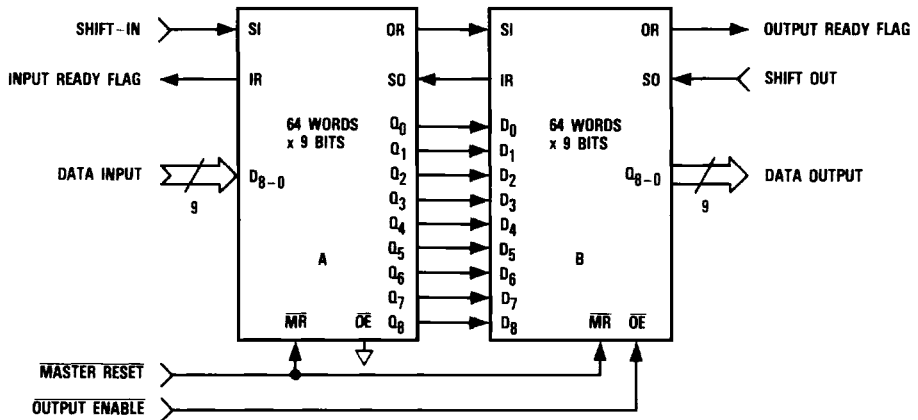 SHIFT-IN SI OR SI OR OUTPUT READY FLAG
INPUT READY FLAG IR SO IR SO SHIFT OUT
64 WORDS
x 9 BITS
64 WORDS
x 9 BITS
Q0 D0
Q1 D1
DATA INPUT 9 D8-0 Q2 D2 Q8-0 9 DATA OUTPUT
Q3 D3
Q4 D4
A Q5 D5 B
Q6 D6
Q7 D7
MR OE Q8 D8 MR OE
MASTER RESET
OUTPUT ENABLE